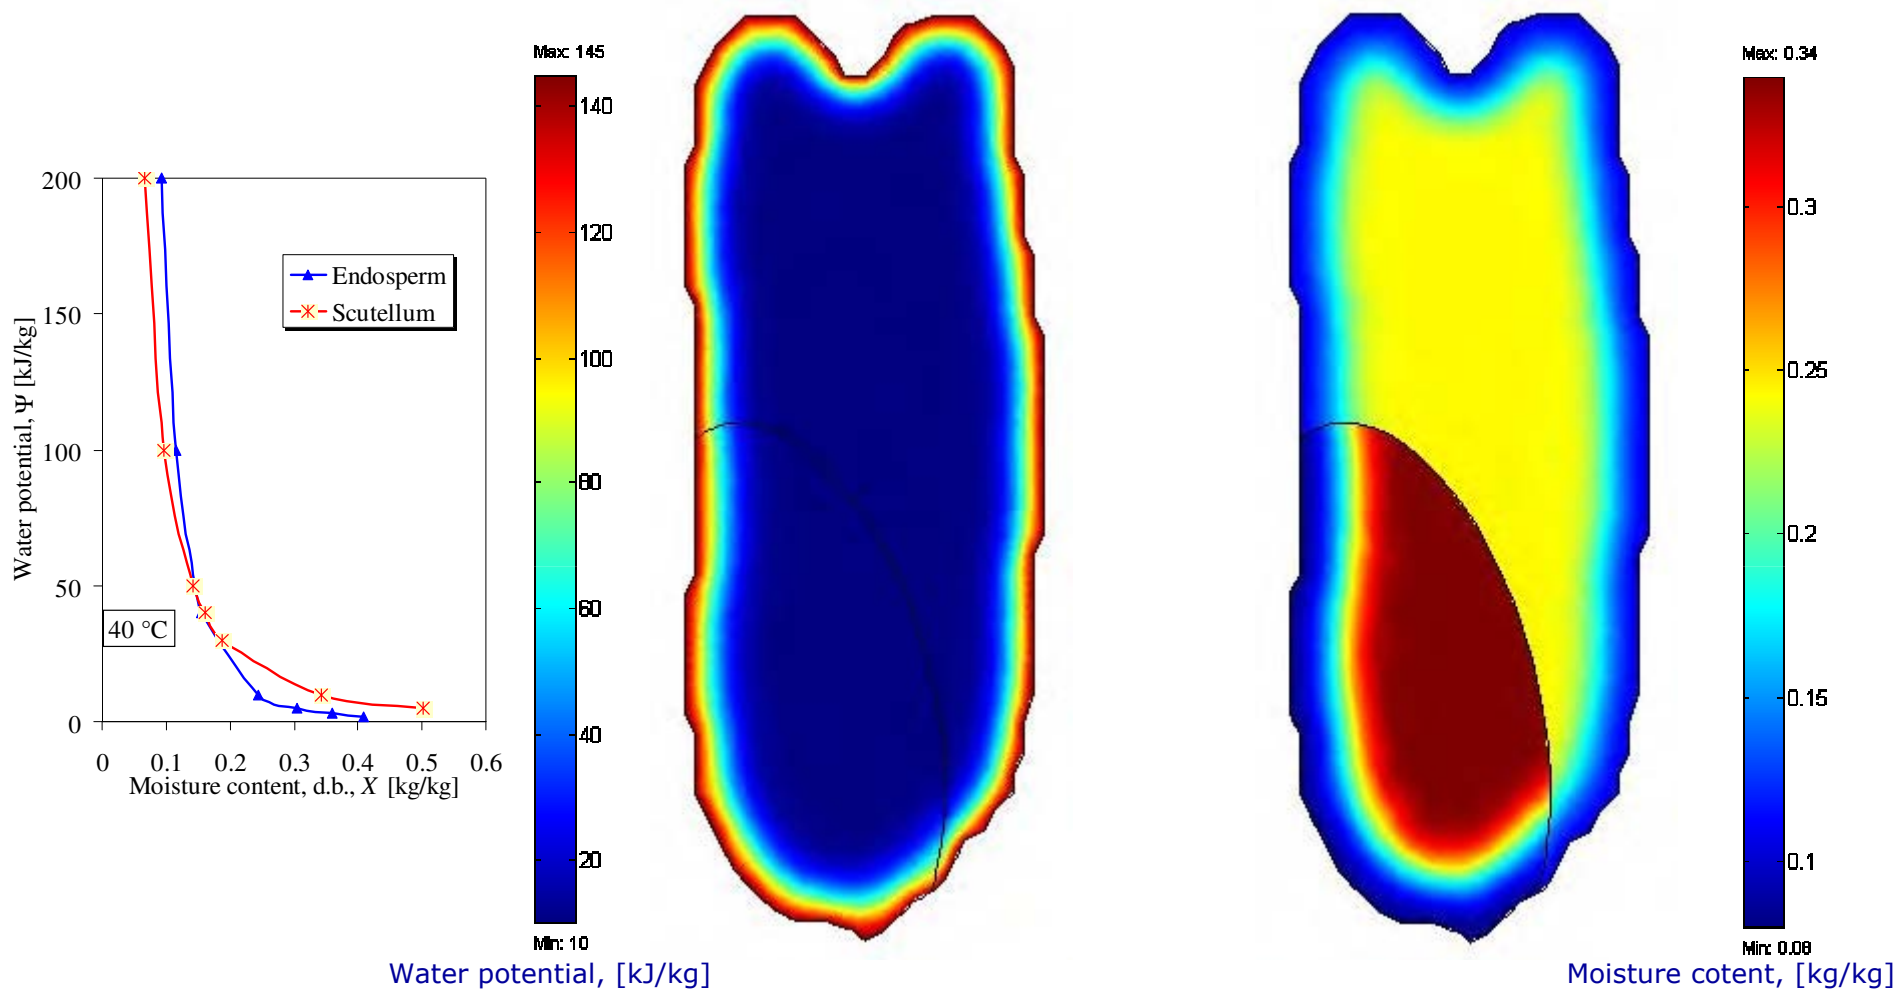 200
150
100
50
0
Water potential, Ψ [kJ/kg]
Endosperm
Scutellum
40 °C
0 0.1 0.2 0.3 0.4 0.5 0.6
Moisture content, d.b., X [kg/kg]
Max: 145
140
120
100
80
60
40
20
Min: 10
Water potential, [kJ/kg]
Max: 0.34
0.3
0.25
0.2
0.15
0.1
Min: 0.08
Moisture cotent, [kg/kg]